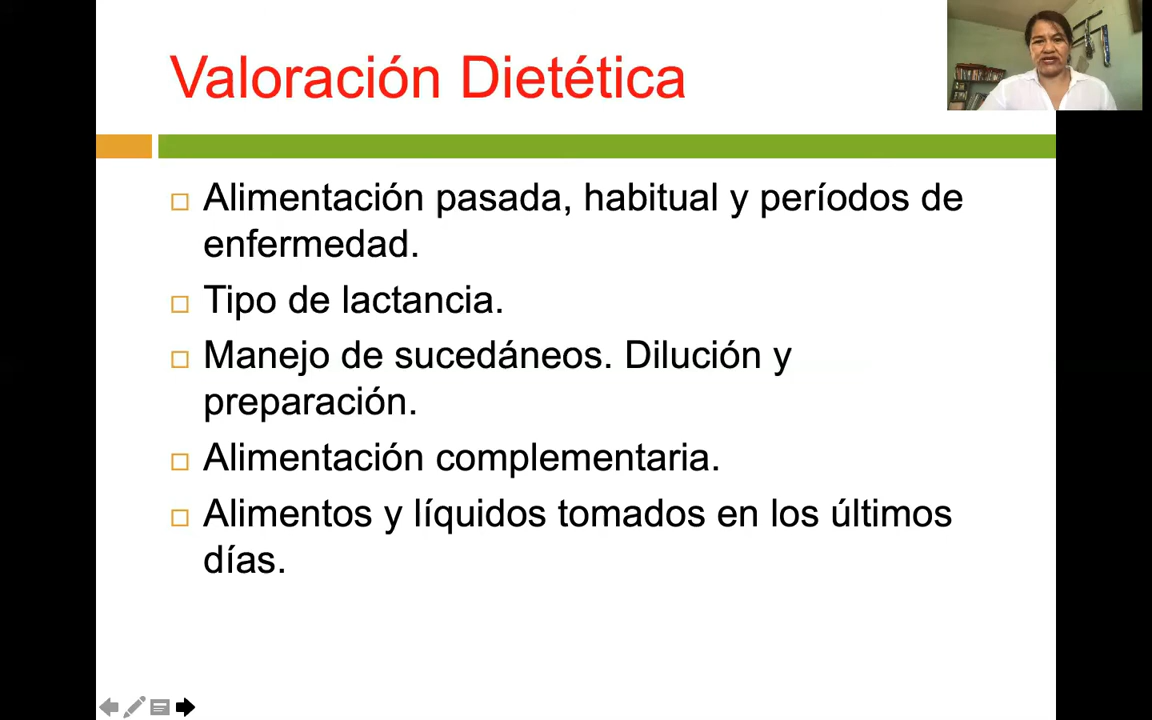 Valoración Dietética
Alimentación pasada, habitual y períodos de
enfermedad.
Tipo de lactancia.
Manejo de sucedáneos. Dilución y
preparación.
Alimentación complementaria.
Alimentos y líquidos tomados en los últimos
días.